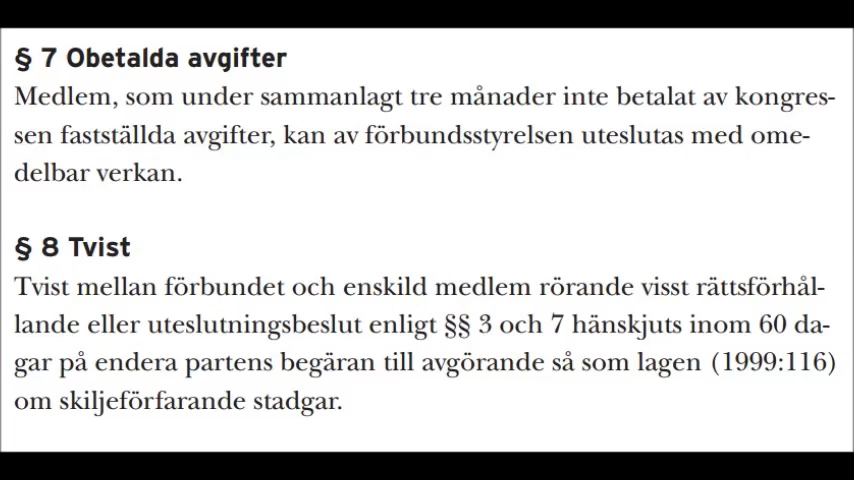 § 7 Obetalda avgifter
Medlem, som under sammanlagt tre månader inte betalat av kongres-
sen fastställda avgifter, kan av förbundsstyrelsen uteslutas med ome-
delbar verkan.
§ 8 Tvist
Tvist mellan förbundet och enskild medlem rörande visst rättsförhål-
lande eller uteslutningsbeslut enligt §§ 3 och 7 hänskjuts inom 60 da-
gar på endera partens begäran till avgörande så som lagen (1999:116)
om skiljeförfarande stadgar.